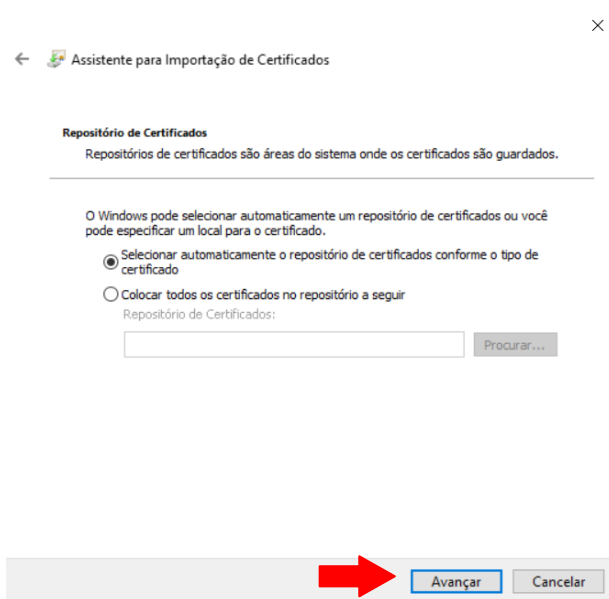 Assistente para Importação de Certificados
Repositório de Certificados
Repositórios de certificados são áreas do sistema onde os certificados são guardados.
O Windows pode selecionar automaticamente um repositório de certificados ou você
pode especificar um local para o certificado.
Selecionar automaticamente o repositório de certificados conforme o tipo de
certificado
Colocar todos os certificados no repositório a seguir
Repositório de Certificados:
Procurar...
Avançar
Cancelar